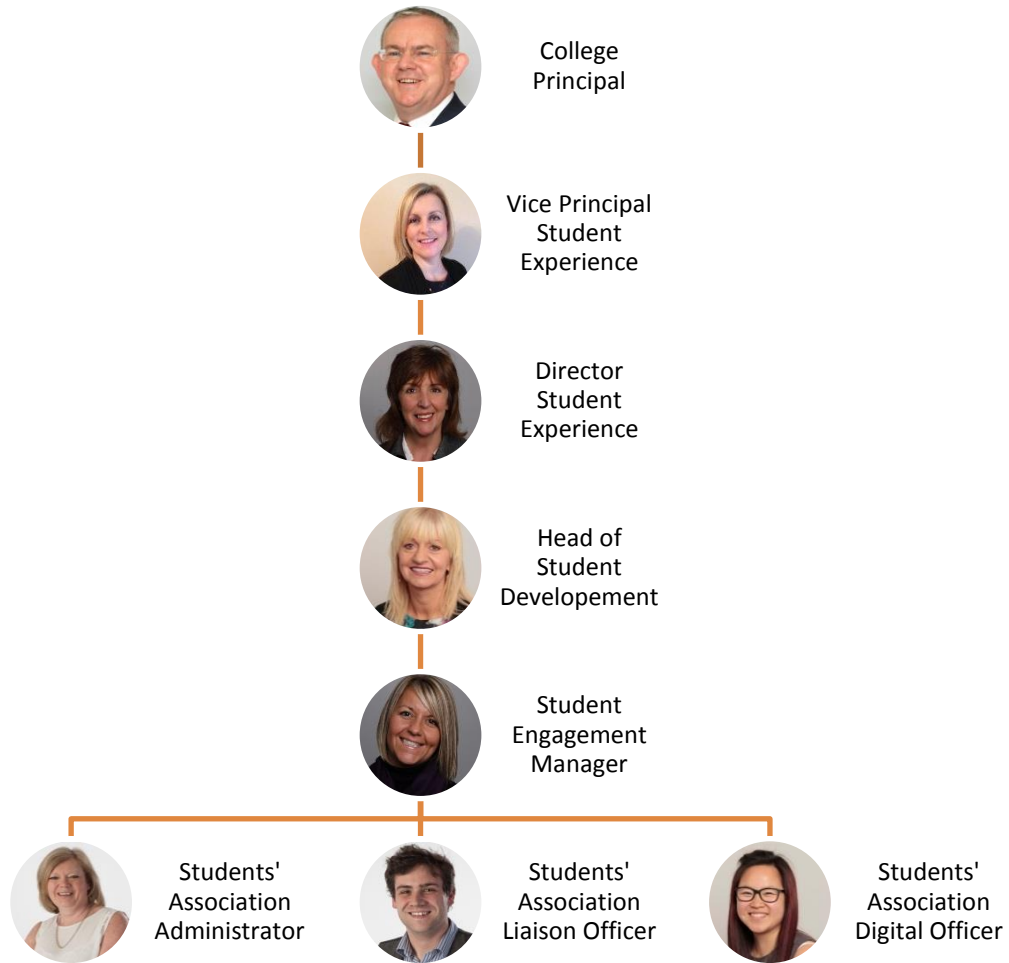 College
Principal
Vice Principal
Student
Experience
Director
Student
Experience
Head of
Student
Developement
Student
Engagement
Manager
Students'
Association
Administrator
Students'
Association
Liaison Officer
Students'
Association
Digital Officer